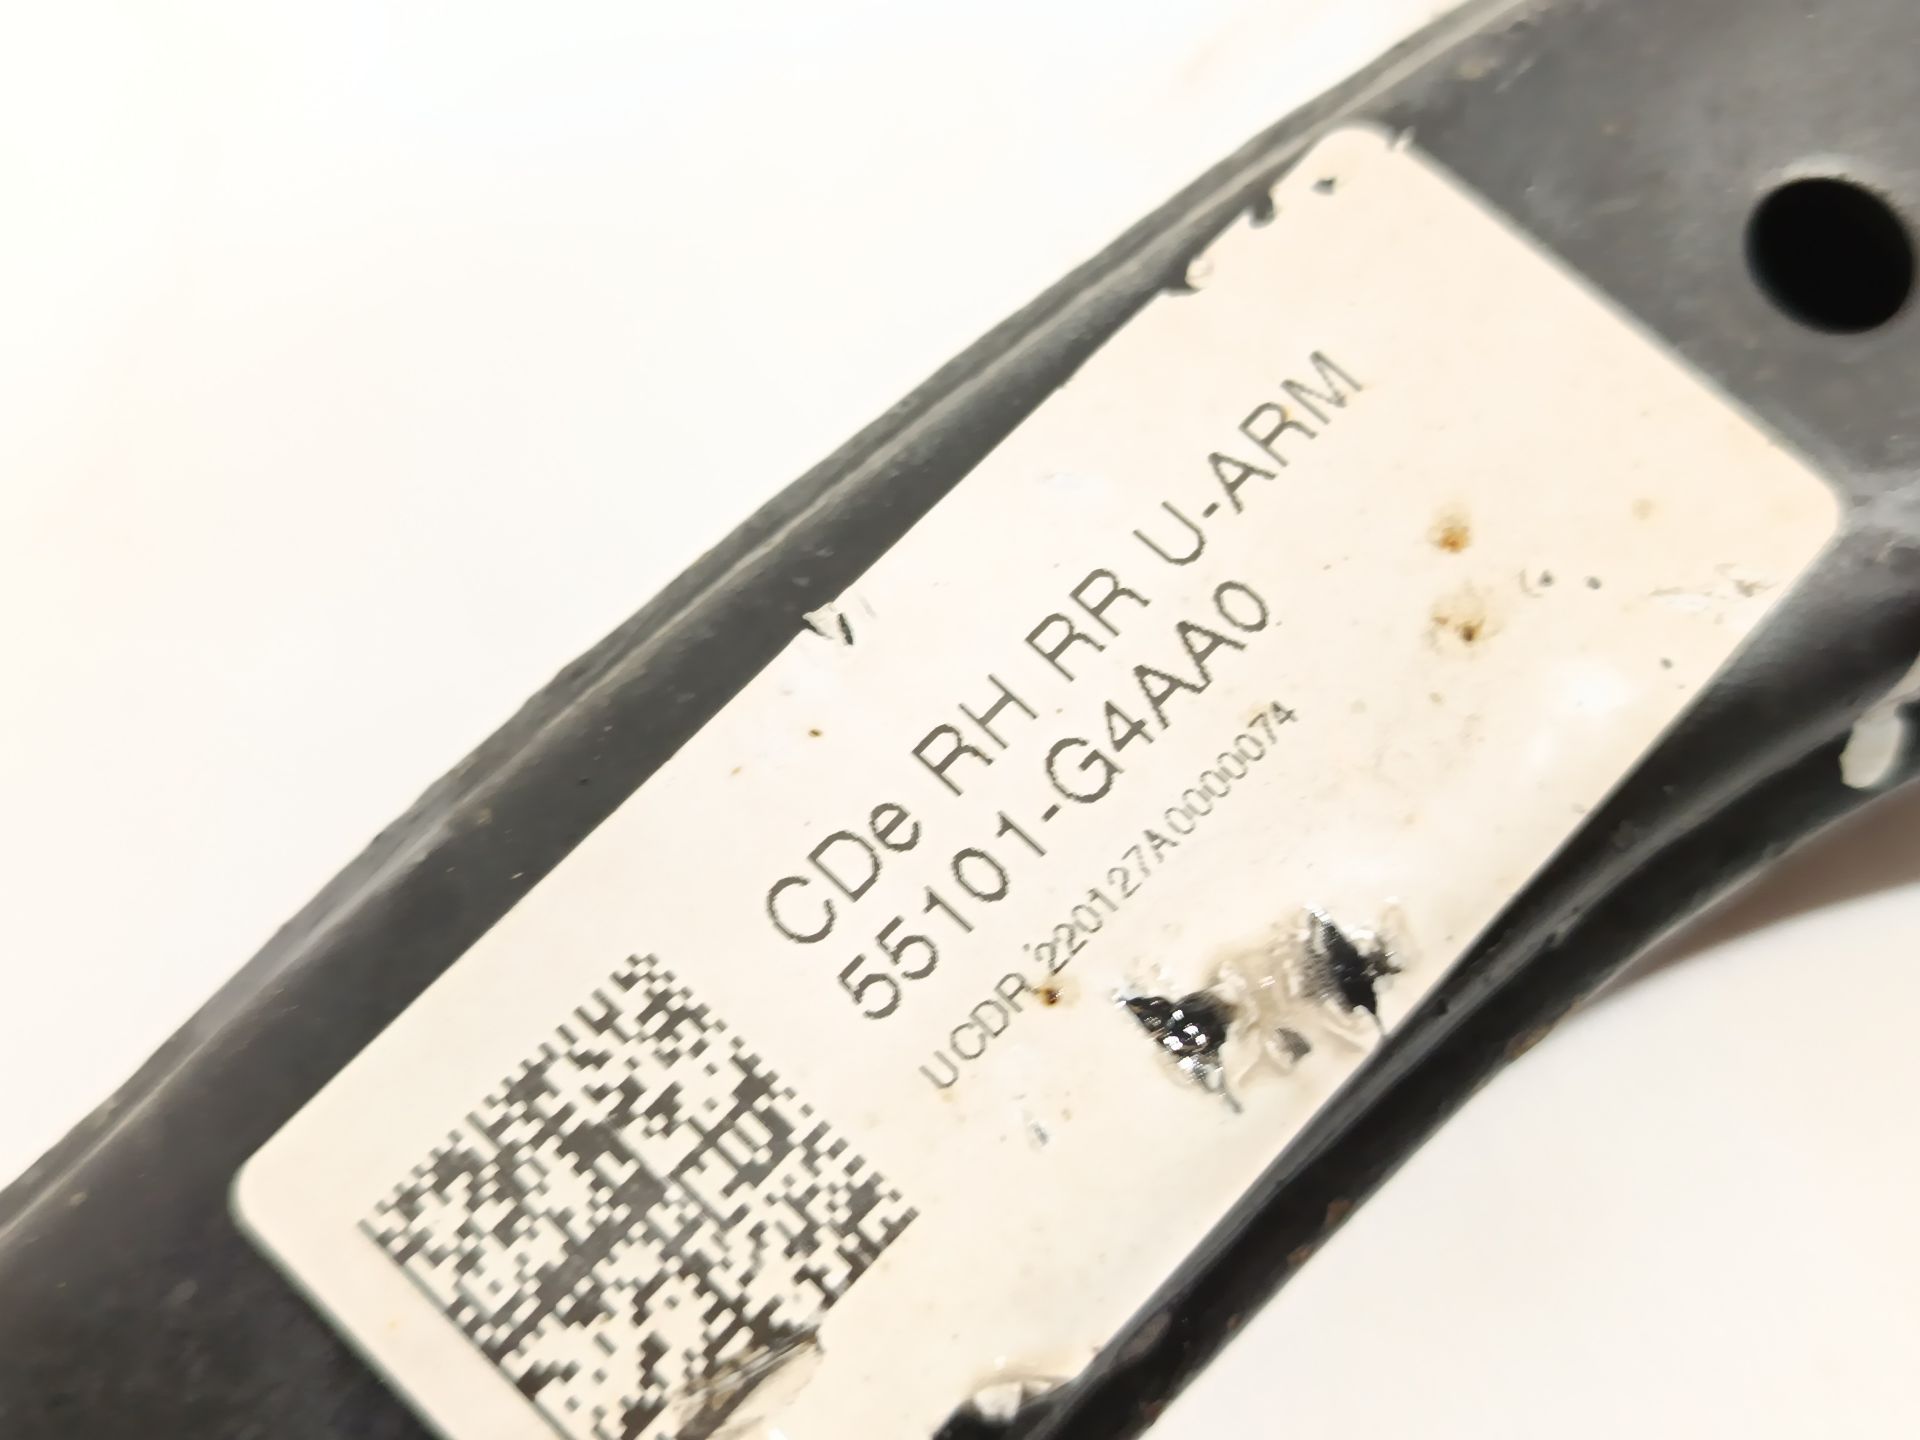 CDe RH RR U-ARM
55101-G4AA0
UCDR 220127A0000074